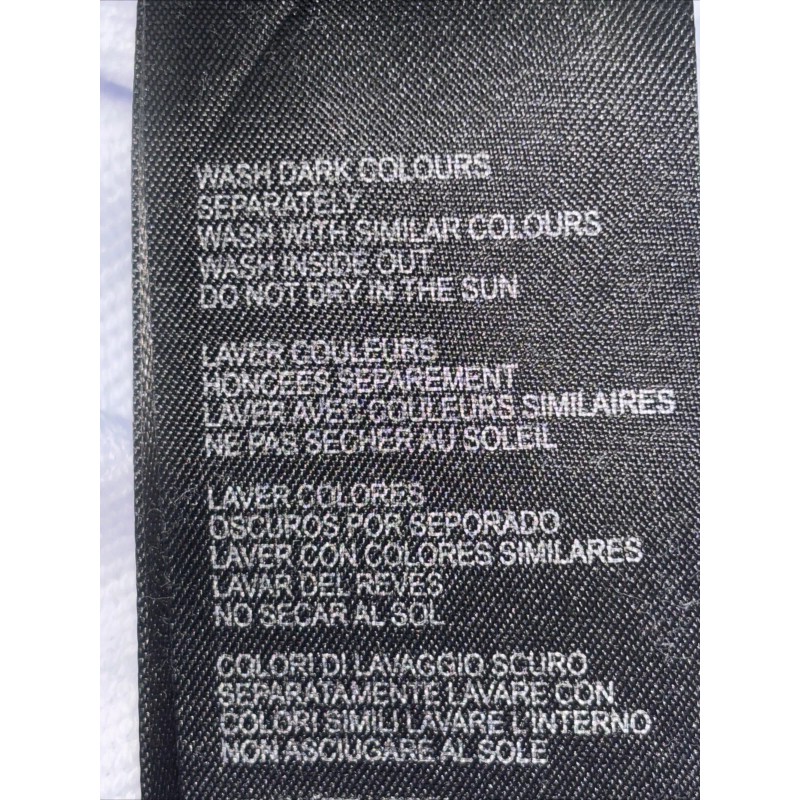 WASH DARK COLOURS
SEPARATELY
WASH WITH SIMILAR COLOURS
WASH INSIDE OUT
DO NOT DRY IN THE SUN
LAVER COULEURS
HONCEES SEPAREMENT
LAVER AVEC COULEURS SIMILAIRES
NE PAS SECHER AU SOLEIL
LAVER COLORES
OSCUROS POR SEPORADO
LAVER CON COLORES SIMILARES
LAVAR DEL REVES
NO SECAR AL SOL
COLORI DI LAVAGGIO SCURO
SEPARATAMENTE LAVARE CON
COLORI SIMILI LAVARE L'INTERNO
NON ASCIUGARE AL SOLE